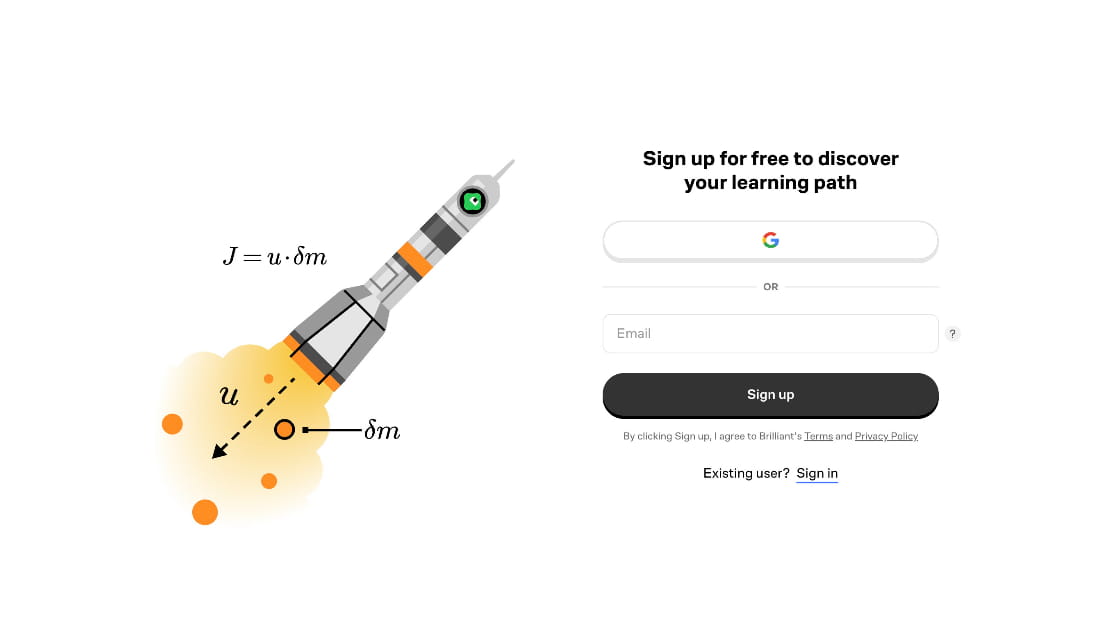 Sign up for free to discover
your learning path
J = u · δm
OR
Email
?
u
Sign up
δm
By clicking Sign up, I agree to Brilliant's Terms and Privacy Policy
Existing user? Sign in